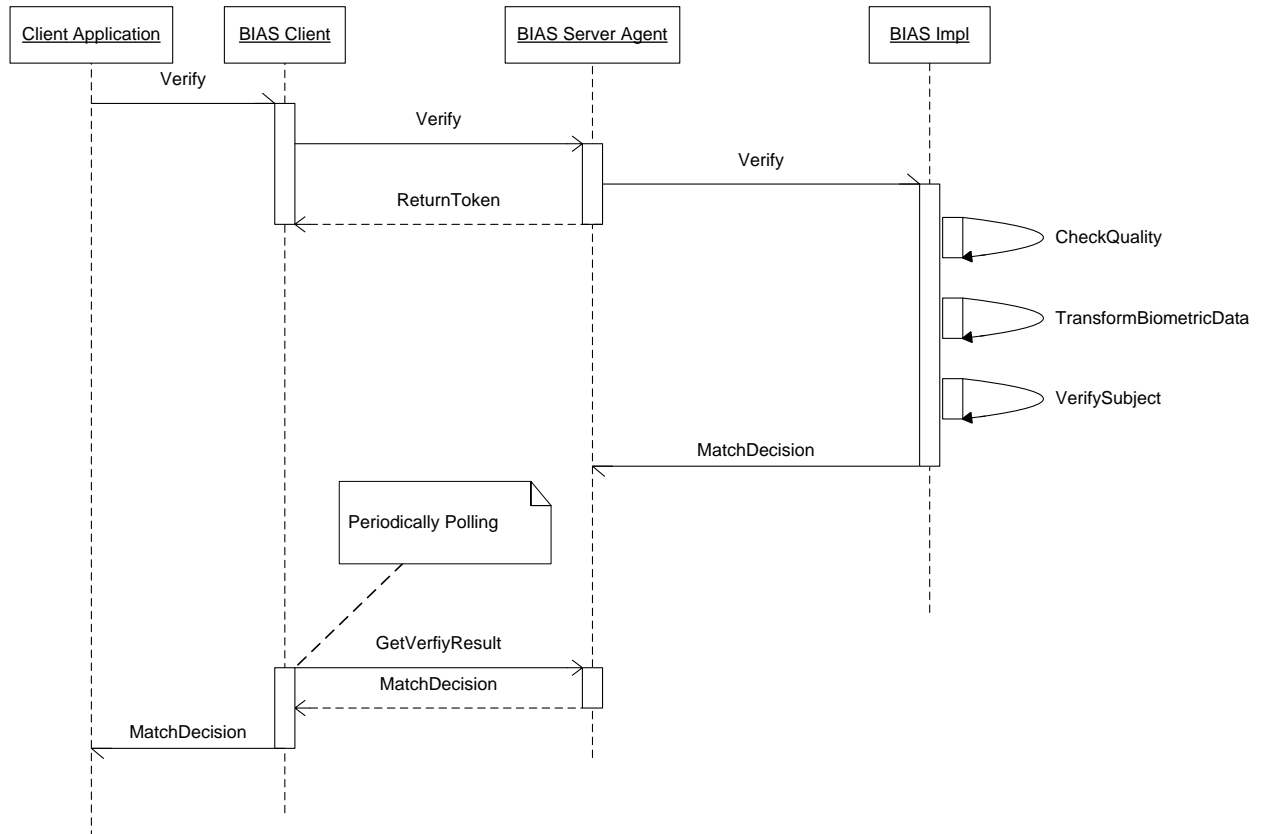 Client Application
BIAS Client
BIAS Server Agent
BIAS Impl
Verify
Verify
Verify
ReturnToken
CheckQuality
TransformBiometricData
VerifySubject
MatchDecision
Periodically Polling
GetVerfiyResult
MatchDecision
MatchDecision